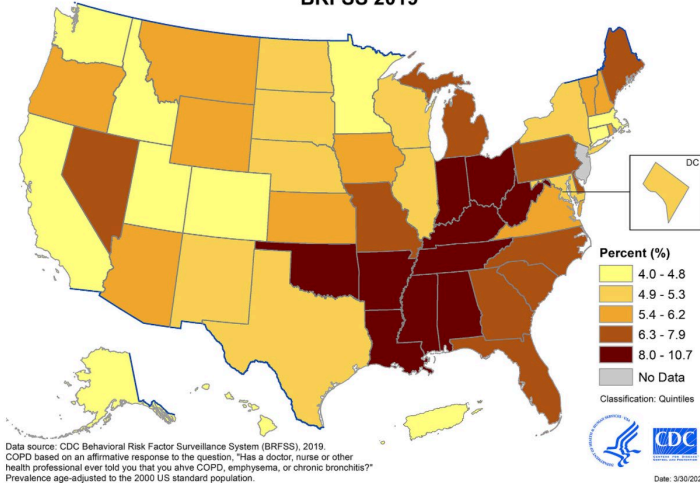 BRFSS 2019
DC
Percent (%)
4.0 - 4.8
4.9 - 5.3
5.4 - 6.2
6.3 - 7.9
8.0 - 10.7
No Data
Classification: Quintiles
CDC
Data source: CDC Behavioral Risk Factor Surveillance System (BRFSS), 2019.
COPD based on an affirmative response to the question, "Has a doctor, nurse or other
health professional ever told you that you ahve COPD, emphysema, or chronic bronchitis?"
Prevalence age-adjusted to the 2000 US standard population.